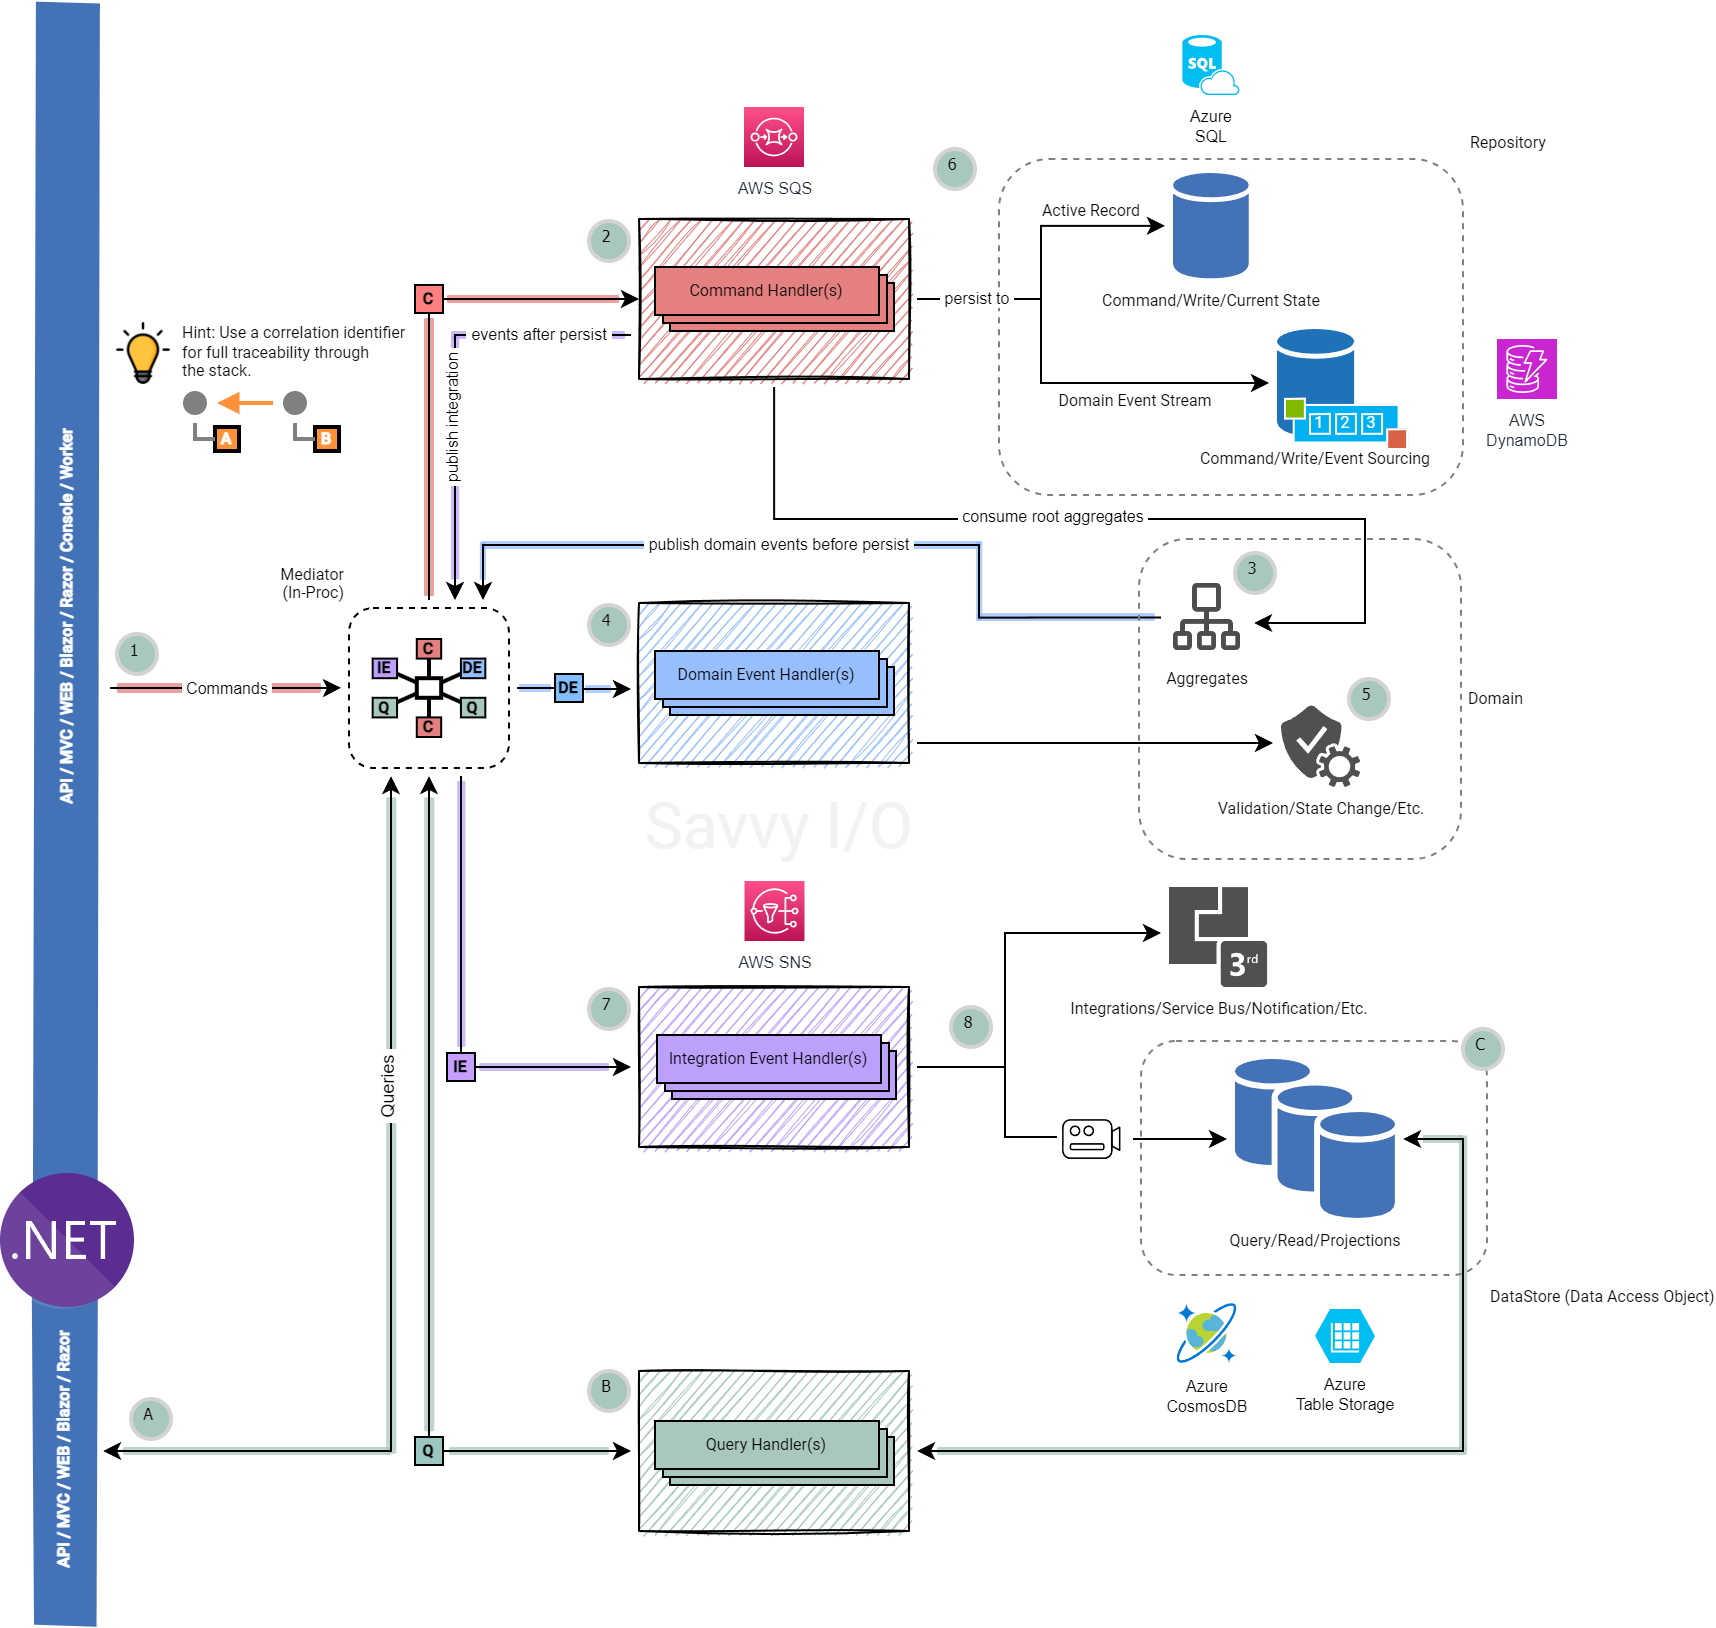 Azure
SQL
Repository
AWS SQS
6
Active Record
2
Command Handler(s)
persist to
Command/Write/Current State
C
Hint: Use a correlation identifier
for full traceability through
the stack.
A
B
events after persist
publish integration
Domain Event Stream
1 2 3
Command/Write/Event Sourcing
AWS
DynamoDB
API / MVC / WEB / Blazor / Razor / Console / Worker
consume root aggregates
publish domain events before persist
Mediator
(In-Proc)
3
4
Aggregates
1
Commands
C
IE
DE
Q
Q
C
DE
Domain Event Handler(s)
5
Domain
Validation/State Change/Etc.
Savvy I/O
AWS SNS
3rd
Integrations/Service Bus/Notification/Etc.
7
8
Integration Event Handler(s)
IE
C
Queries
Query/Read/Projections
.NET
DataStore (Data Access Object)
Azure
CosmosDB
Azure
Table Storage
API / MVC / WEB / Blazor / Razor
A
B
Q
Query Handler(s)